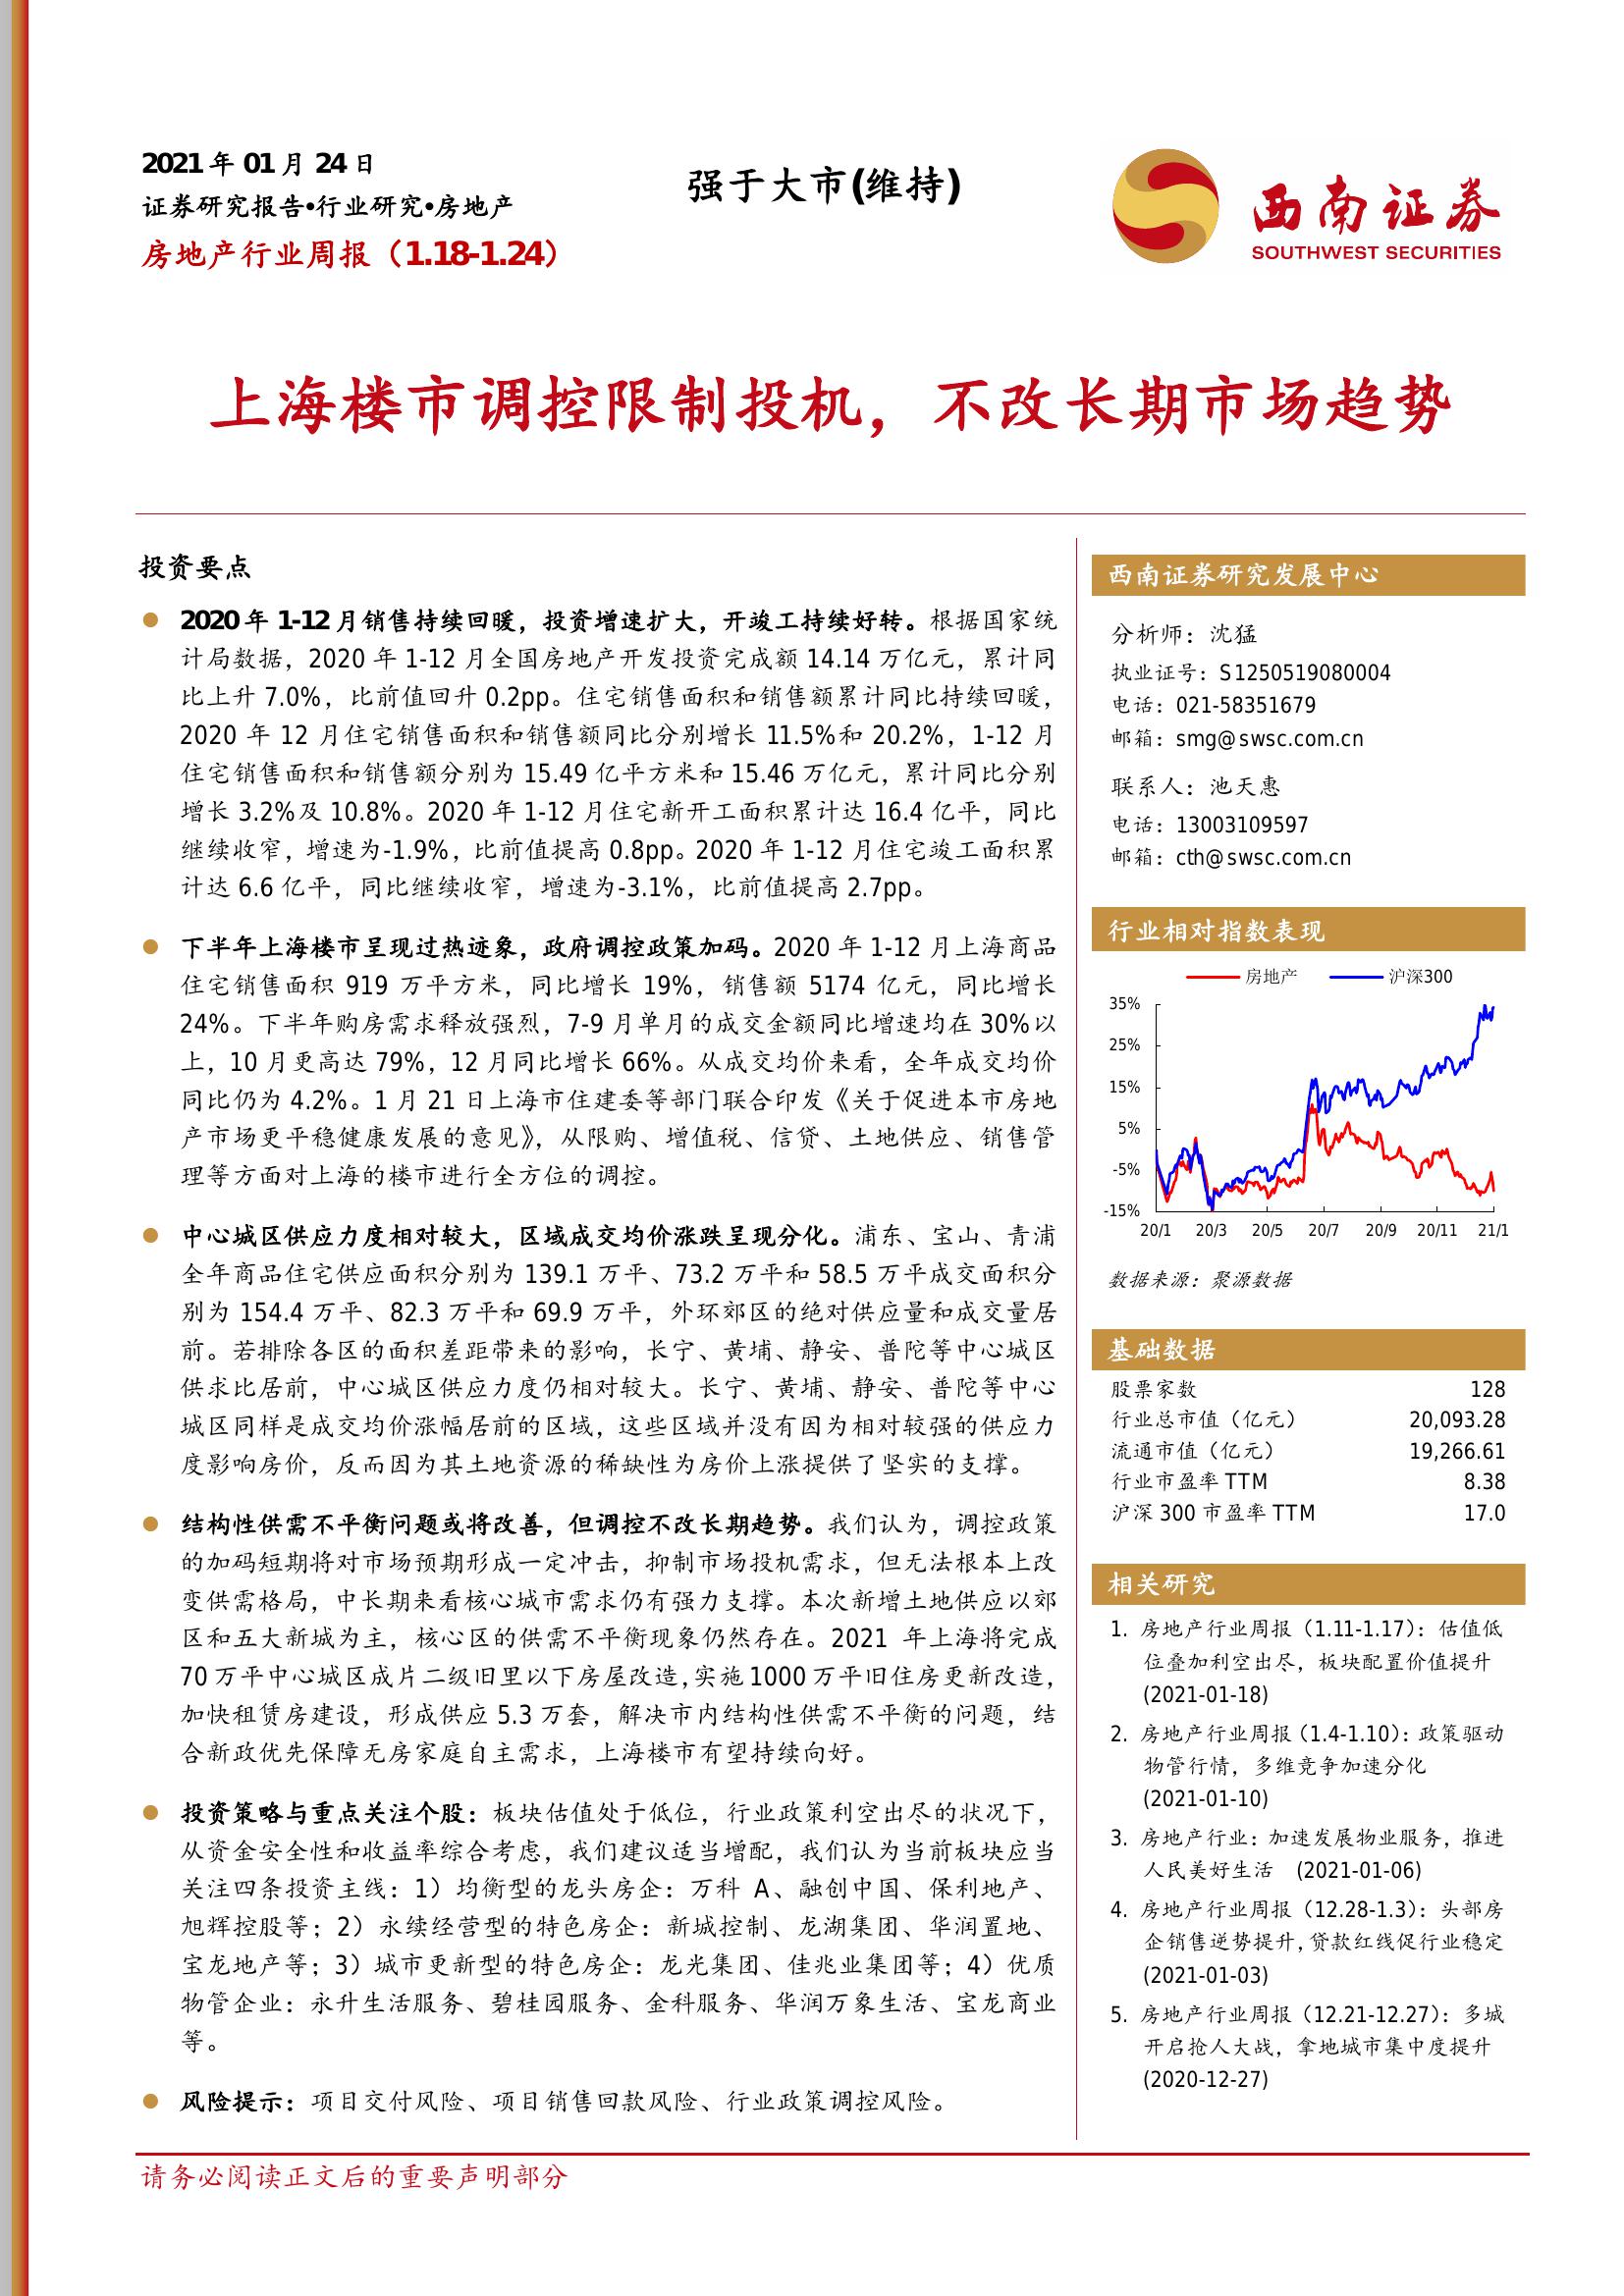 2021年 01月 24日
证券研究报告•行业研究•房地产
房地产行业周报（1.18-1.24）
强于大市(维持)
西南证券
SOUTHWEST SECURITIES
上海楼市调控限制投机，不改长期市场趋势
投资要点
2020年 1-12月销售持续回暖，投资增速扩大，开竣工持续好转。根据国家统
计局数据，2020 年 1-12 月全国房地产开发投资完成额 14.14 万亿元，累计同
比上升 7.0%，比前值回升 0.2pp。住宅销售面积和销售额累计同比持续回暖，
2020 年 12 月住宅销售面积和销售额同比分别增长 11.5%和 20.2%，1-12 月
住宅销售面积和销售额分别为 15.49 亿平方米和 15.46 万亿元，累计同比分别
增长 3.2%及 10.8%。2020 年 1-12 月住宅新开工面积累计达 16.4 亿平，同比
继续收窄，增速为-1.9%，比前值提高 0.8pp。2020 年 1-12 月住宅竣工面积累
计达 6.6 亿平，同比继续收窄，增速为-3.1%，比前值提高 2.7pp。
下半年上海楼市呈现过热迹象，政府调控政策加码。2020 年 1-12 月上海商品
住宅销售面积 919 万平方米，同比增长 19%，销售额 5174 亿元，同比增长
24%。下半年购房需求释放强烈，7-9 月单月的成交金额同比增速均在 30%以
上，10 月更高达 79%，12 月同比增长 66%。从成交均价来看，全年成交均价
同比仍为 4.2%。1 月 21 日上海市住建委等部门联合印发《关于促进本市房地
产市场更平稳健康发展的意见》，从限购、增值税、信贷、土地供应、销售管
理等方面对上海的楼市进行全方位的调控。
中心城区供应力度相对较大，区域成交均价涨跌呈现分化。浦东、宝山、青浦
全年商品住宅供应面积分别为 139.1 万平、73.2 万平和 58.5 万平成交面积分
别为 154.4 万平、82.3 万平和 69.9 万平，外环郊区的绝对供应量和成交量居
前。若排除各区的面积差距带来的影响，长宁、黄埔、静安、普陀等中心城区
供求比居前，中心城区供应力度仍相对较大。长宁、黄埔、静安、普陀等中心
城区同样是成交均价涨幅居前的区域，这些区域并没有因为相对较强的供应力
度影响房价，反而因为其土地资源的稀缺性为房价上涨提供了坚实的支撑。
结构性供需不平衡问题或将改善，但调控不改长期趋势。我们认为，调控政策
的加码短期将对市场预期形成一定冲击，抑制市场投机需求，但无法根本上改
变供需格局，中长期来看核心城市需求仍有强力支撑。本次新增土地供应以郊
区和五大新城为主，核心区的供需不平衡现象仍然存在。2021 年上海将完成
70 万平中心城区成片二级旧里以下房屋改造，实施 1000 万平旧住房更新改造，
加快租赁房建设，形成供应 5.3 万套，解决市内结构性供需不平衡的问题，结
合新政优先保障无房家庭自主需求，上海楼市有望持续向好。
投资策略与重点关注个股：板块估值处于低位，行业政策利空出尽的状况下，
从资金安全性和收益率综合考虑，我们建议适当增配，我们认为当前板块应当
关注四条投资主线：1）均衡型的龙头房企：万科 A、融创中国、保利地产、
旭辉控股等；2）永续经营型的特色房企：新城控制、龙湖集团、华润置地、
宝龙地产等；3）城市更新型的特色房企：龙光集团、佳兆业集团等；4）优质
物管企业：永升生活服务、碧桂园服务、金科服务、华润万象生活、宝龙商业
等。
风险提示：项目交付风险、项目销售回款风险、行业政策调控风险。
西南证券研究发展中心
分析师：沈猛
执业证号：S1250519080004
电话：021-58351679
邮箱：smg@swsc.com.cn
联系人：池天惠
电话：13003109597
邮箱：cth@swsc.com.cn
行业相对指数表现
房地产 沪深300
35%
25%
15%
5%
-5%
-15%
20/1 20/3 20/5 20/7 20/9 20/11 21/1
数据来源：聚源数据
基础数据
股票家数 128
行业总市值（亿元） 20,093.28
流通市值（亿元） 19,266.61
行业市盈率 TTM 8.38
沪深 300 市盈率 TTM 17.0
相关研究
1. 房地产行业周报（1.11-1.17）：估值低
位叠加利空出尽，板块配置价值提升
(2021-01-18)
2. 房地产行业周报（1.4-1.10）：政策驱动
物管行情，多维竞争加速分化
(2021-01-10)
3. 房地产行业：加速发展物业服务，推进
人民美好生活 (2021-01-06)
4. 房地产行业周报（12.28-1.3）：头部房
企销售逆势提升，贷款红线促行业稳定
(2021-01-03)
5. 房地产行业周报（12.21-12.27）：多城
开启抢人大战，拿地城市集中度提升
(2020-12-27)
请务必阅读正文后的重要声明部分